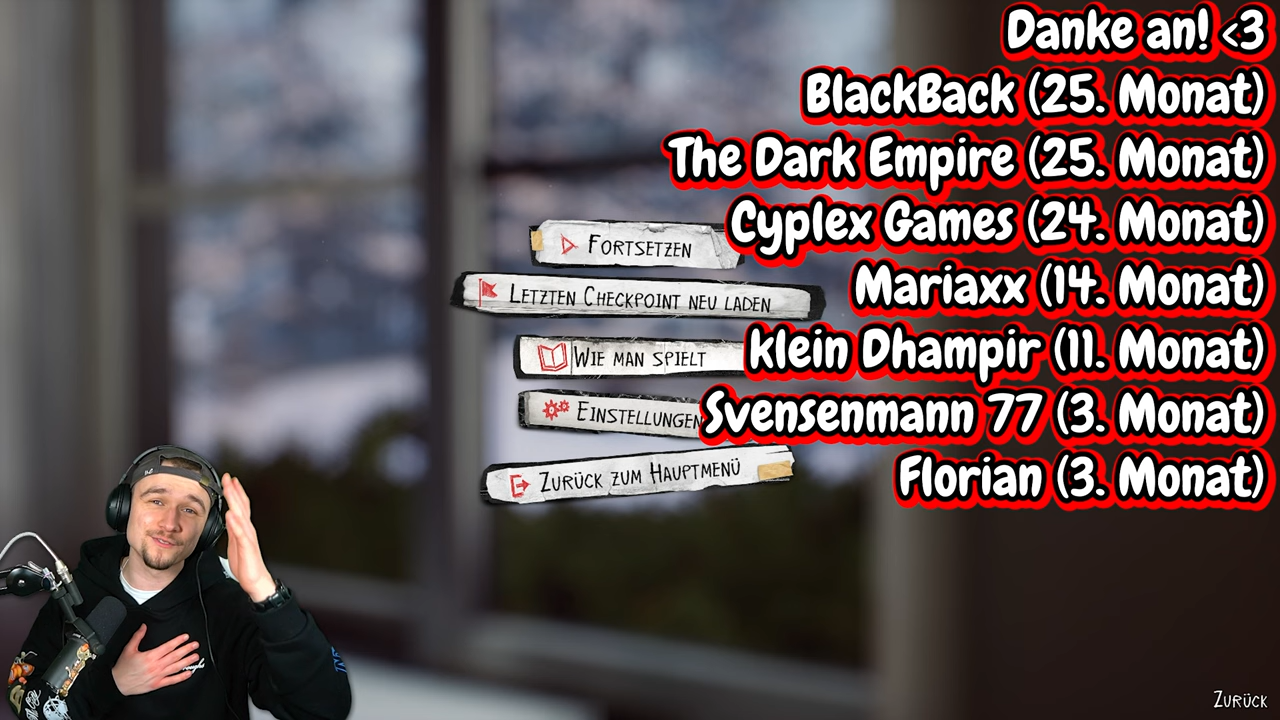 Danke an! <3
BlackBack (25. Monat)
The Dark Empire (25. Monat)
Cyplex Games (24. Monat)
Mariaxx (14. Monat)
klein Dhampir (11. Monat)
Svensenmann 77 (3. Monat)
Florian (3. Monat)
Fortsetzen
Letzten Checkpoint neu laden
Wie man spielt
Einstellungen
Zurück zum Hauptmenü
Zurück